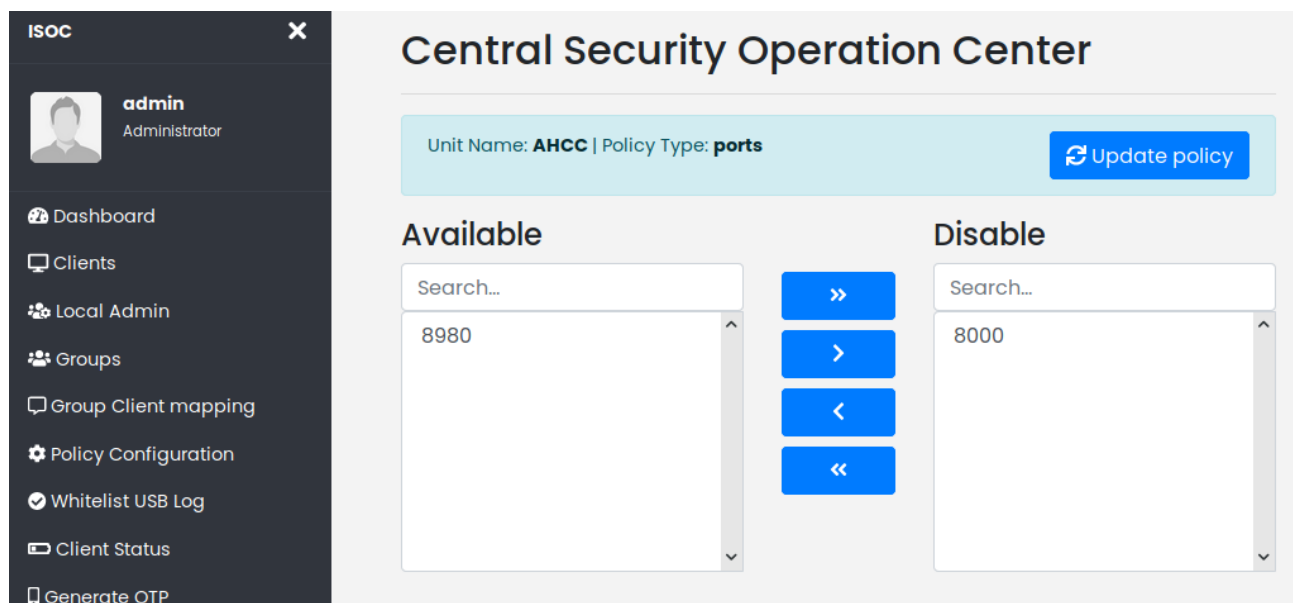 ISOC
admin
Administrator
Dashboard
Clients
Local Admin
Groups
Group Client mapping
Policy Configuration
Whitelist USB Log
Client Status
Generate OTP
Central Security Operation Center
Unit Name: AHCC | Policy Type: ports
Update policy
Available
Search...
8980
Disable
Search...
8000